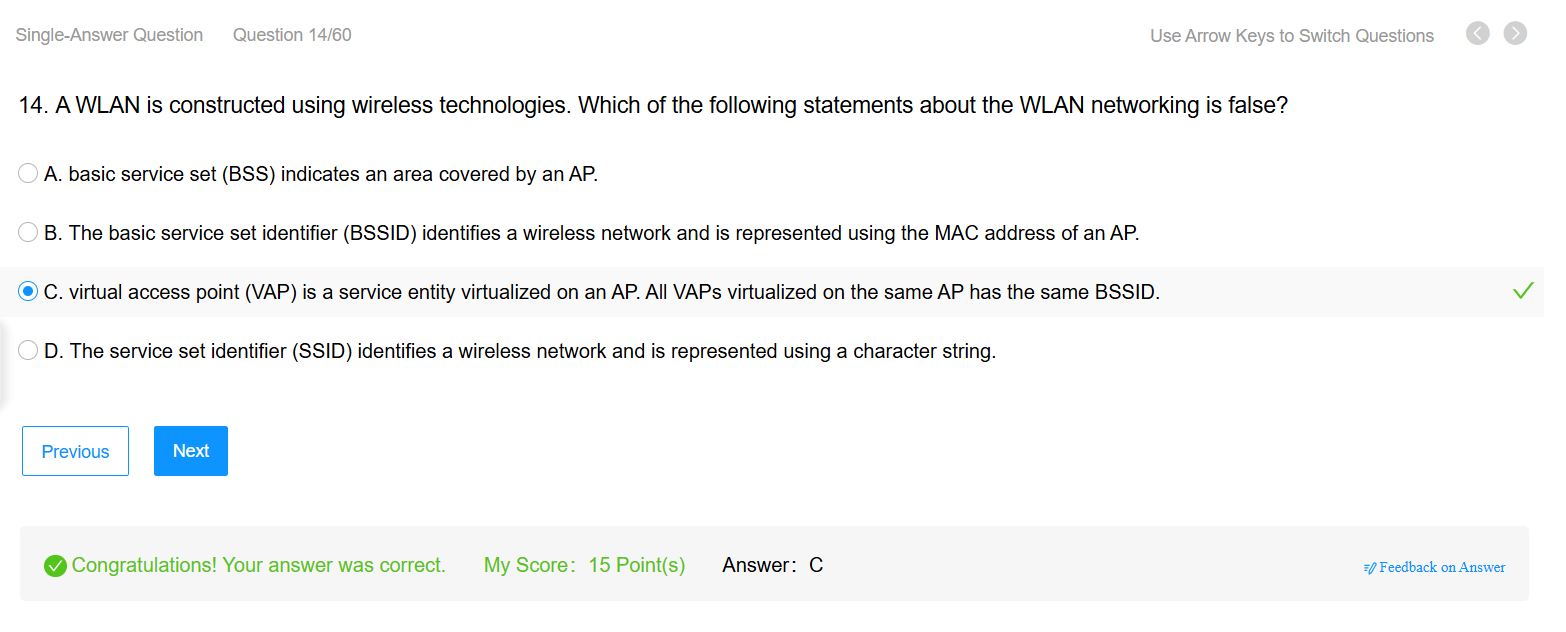 Single-Answer Question Question 14/60 Use Arrow Keys to Switch Questions
14. A WLAN is constructed using wireless technologies. Which of the following statements about the WLAN networking is false?
A. basic service set (BSS) indicates an area covered by an AP.
B. The basic service set identifier (BSSID) identifies a wireless network and is represented using the MAC address of an AP.
C. virtual access point (VAP) is a service entity virtualized on an AP. All VAPs virtualized on the same AP has the same BSSID.
D. The service set identifier (SSID) identifies a wireless network and is represented using a character string.
Previous Next
Congratulations! Your answer was correct. My Score: 15 Point(s) Answer: C Feedback on Answer